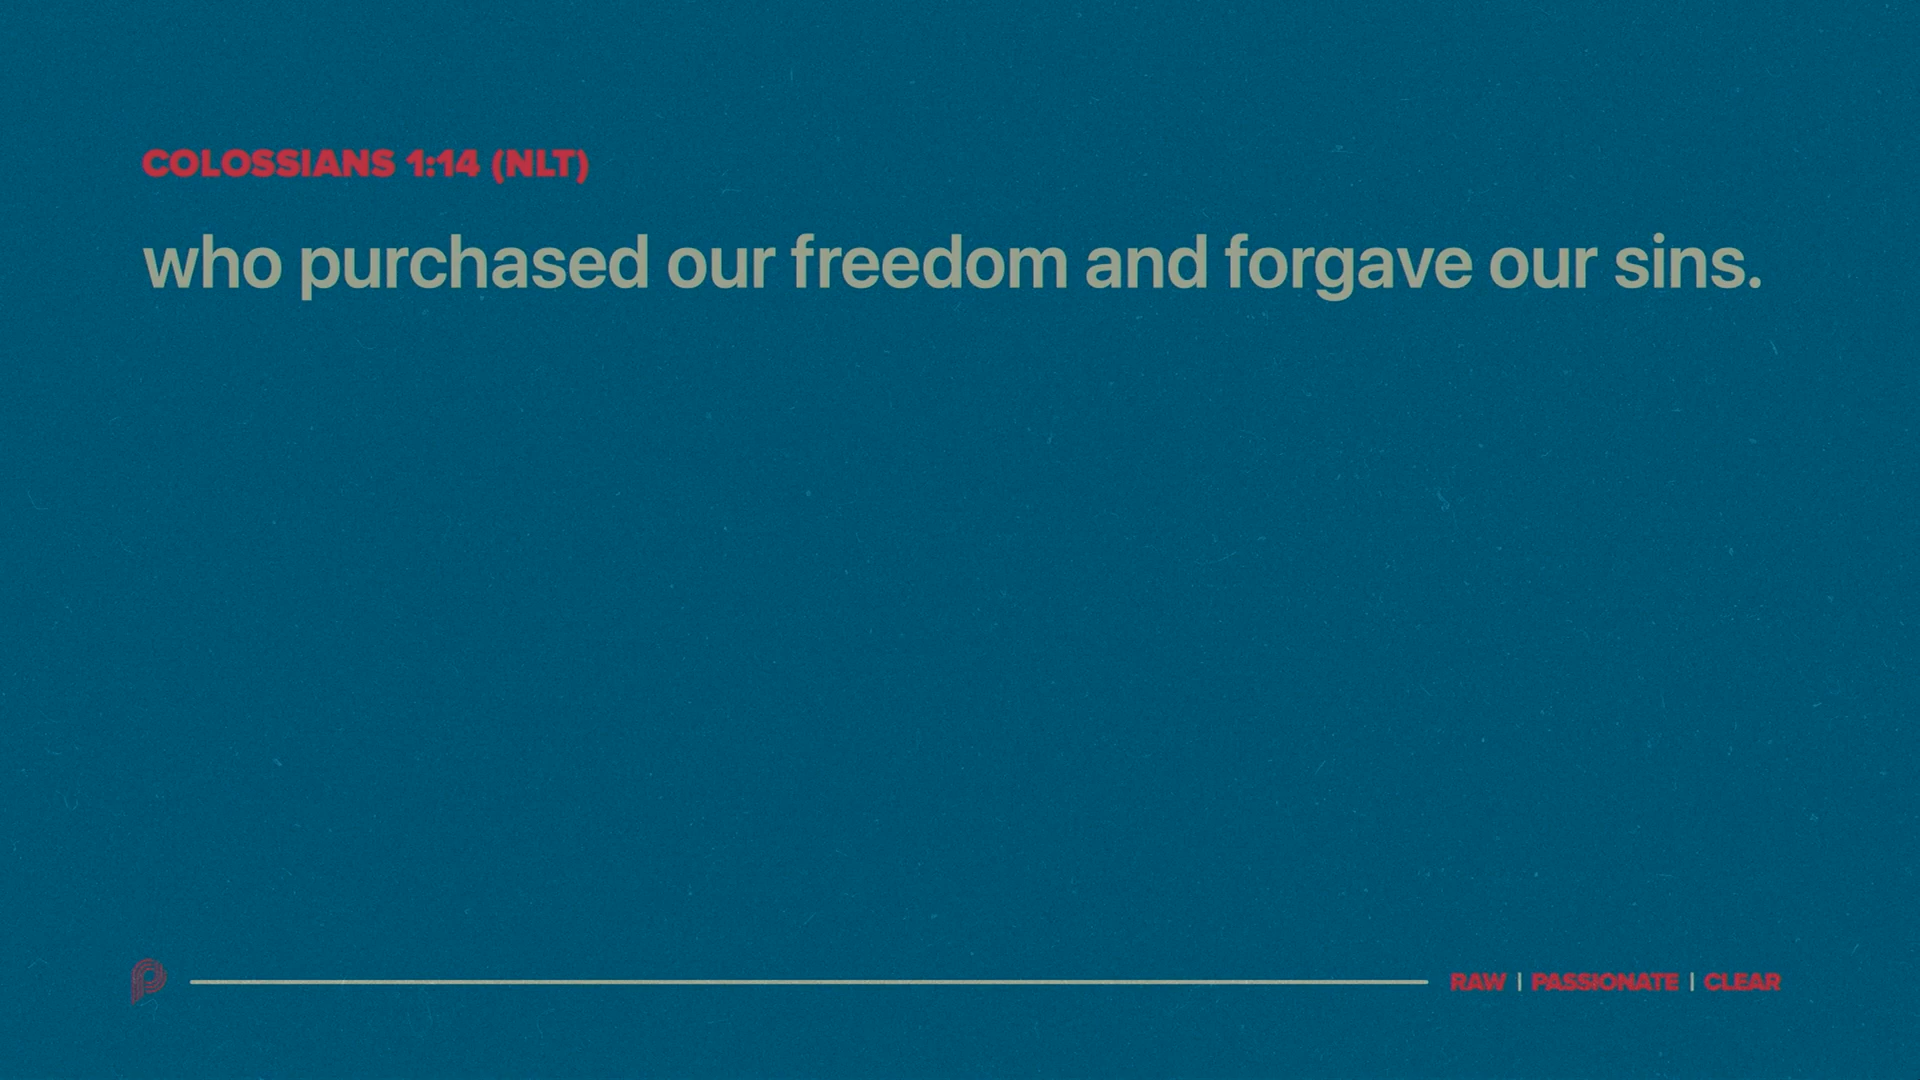 COLOSSIANS 1:14 (NLT)
who purchased our freedom and forgave our sins.
RAW | PASSIONATE | CLEAR